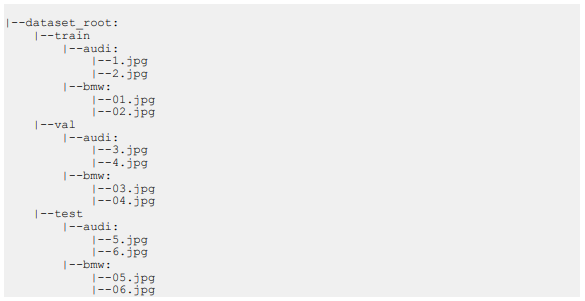 |--dataset_root:
|--train
|--audi:
|--1.jpg
|--2.jpg
|--bmw:
|--01.jpg
|--02.jpg
|--val
|--audi:
|--3.jpg
|--4.jpg
|--bmw:
|--03.jpg
|--04.jpg
|--test
|--audi:
|--5.jpg
|--6.jpg
|--bmw:
|--05.jpg
|--06.jpg